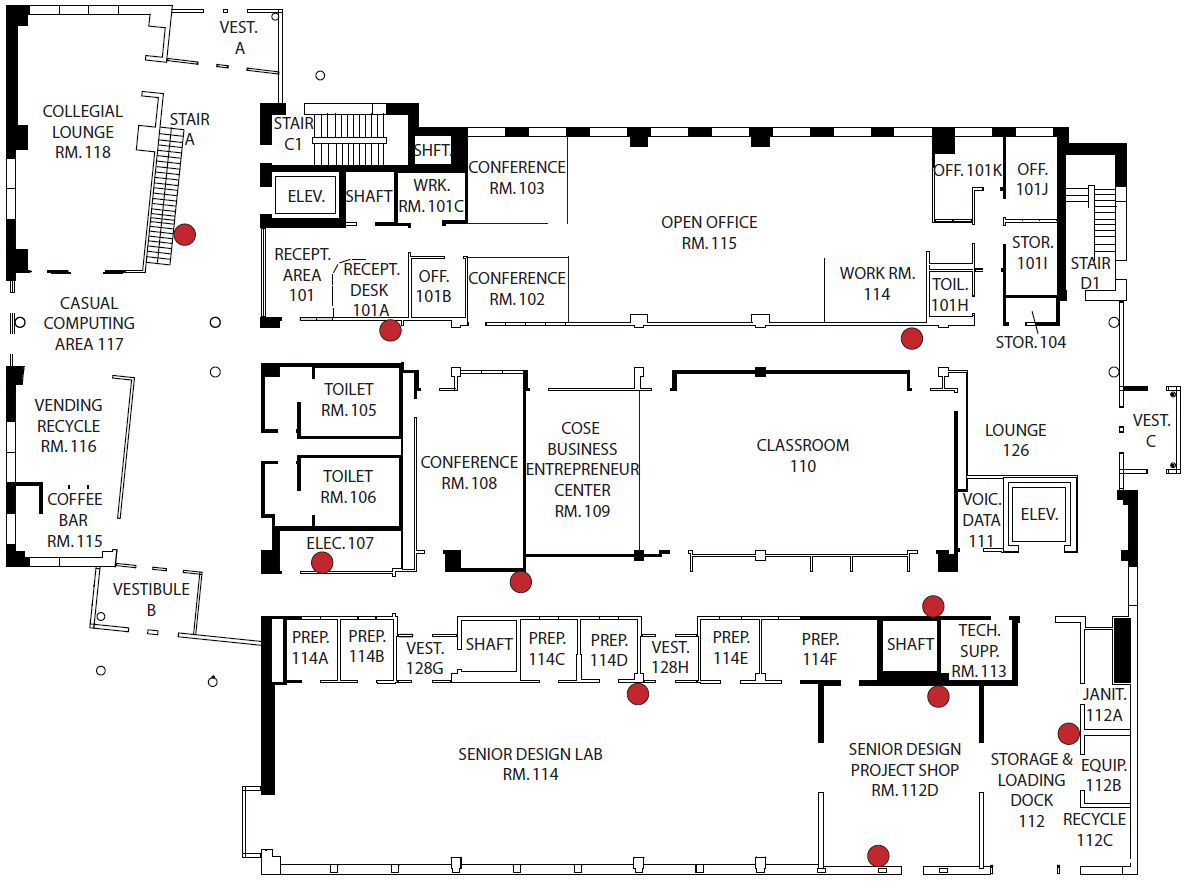 VEST.
A
COLLEGIAL
LOUNGE
RM. 118
STAIR
A
STAIR
C1
SHFT.
ELEV.
SHAFT
WRK.
RM. 101C
CONFERENCE
RM. 103
OPEN OFFICE
RM. 115
OFF. 101K
OFF.
101J
RECEPT.
AREA
101
RECEPT.
DESK
101A
OFF.
101B
CONFERENCE
RM. 102
WORK RM.
114
TOIL.
101H
STOR.
101I
STAIR
D1
STOR. 104
CASUAL
COMPUTING
AREA 117
VENDING
RECYCLE
RM. 116
COFFEE
BAR
RM. 115
VESTIBULE
B
TOILET
RM. 105
TOILET
RM. 106
ELEC. 107
CONFERENCE
RM. 108
COSE
BUSINESS
ENTREPRENEUR
CENTER
RM. 109
CLASSROOM
110
LOUNGE
126
VEST.
C
VOIC.
DATA
111
ELEV.
PREP.
114A
PREP.
114B
VEST.
128G
SHAFT
PREP.
114C
PREP.
114D
VEST.
128H
PREP.
114E
PREP.
114F
SHAFT
TECH.
SUPP.
RM. 113
JANIT.
112A
SENIOR DESIGN LAB
RM. 114
SENIOR DESIGN
PROJECT SHOP
RM. 112D
STORAGE &
LOADING
DOCK
112
EQUIP.
112B
RECYCLE
112C